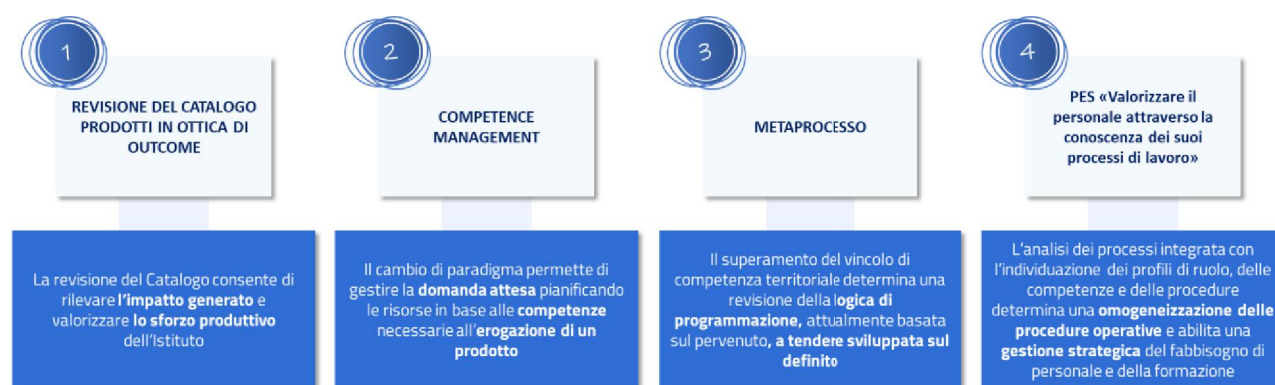 1
REVISIONE DEL CATALOGO
PRODOTTI IN OTTICA DI
OUTCOME
La revisione del Catalogo consente di
rilevare l'impatto generato e
valorizzare lo sforzo produttivo
dell'Istituto
2
COMPETENCE
MANAGEMENT
Il cambio di paradigma permette di
gestire la domanda attesa pianificando
le risorse in base alle competenze
necessarie all'erogazione di un
prodotto
3
METAPROCESSO
Il superamento del vincolo di
competenza territoriale determina una
revisione della logica di
programmazione, attualmente basata
sul pervenuto, a tendere sviluppata sul
definito
4
PES «Valorizzare il
personale attraverso la
conoscenza dei suoi
processi di lavoro»
L'analisi dei processi integrata con
l'individuazione dei profili di ruolo, delle
competenze e delle procedure
determina una omogeneizzazione delle
procedure operative e abilita una
gestione strategica del fabbisogno di
personale e della formazione